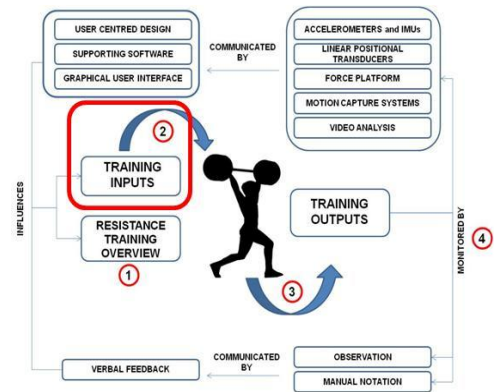 USER CENTRED DESIGN
SUPPORTING SOFTWARE
GRAPHICAL USER INTERFACE
COMMUNICATED
BY
ACCELEROMETERS and IMUs
LINEAR POSITIONAL
TRANSDUCERS
FORCE PLATFORM
MOTION CAPTURE SYSTEMS
VIDEO ANALYSIS
2
TRAINING
INPUTS
INFLUENCES
RESISTANCE
TRAINING
OVERVIEW
1
TRAINING
OUTPUTS
3
MONITORED BY
4
VERBAL FEEDBACK
COMMUNICATED
BY
OBSERVATION
MANUAL NOTATION